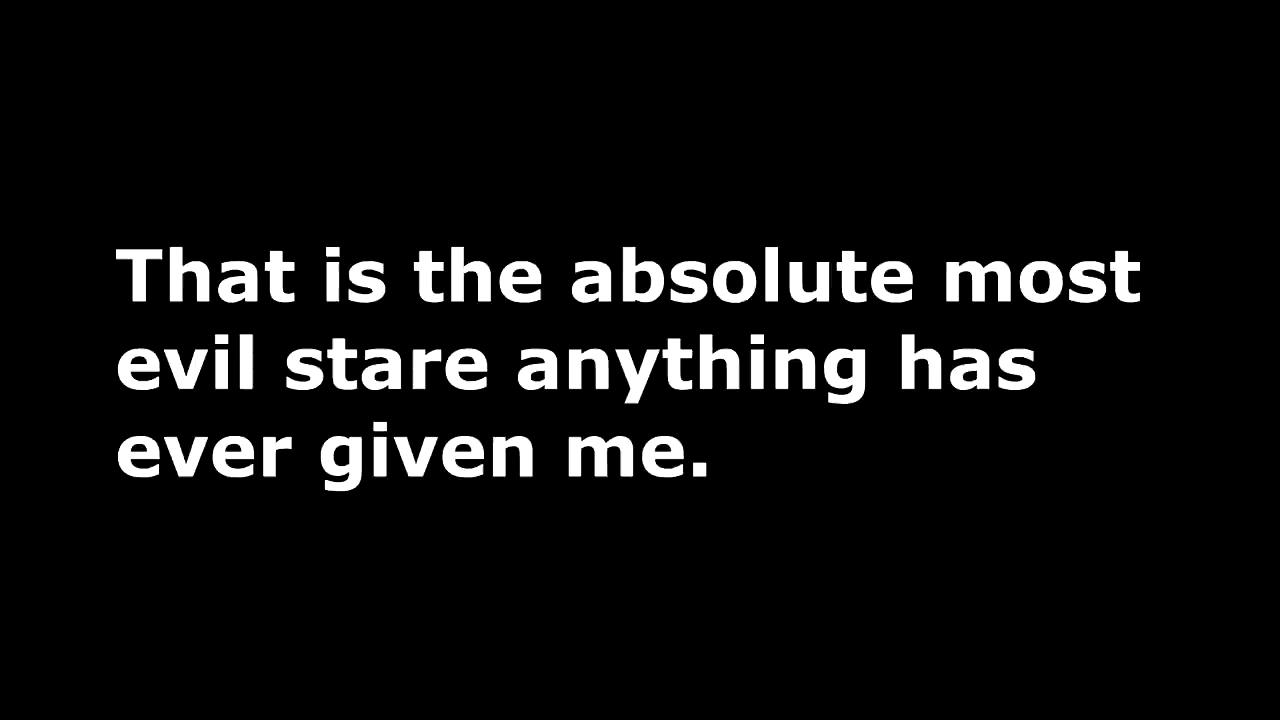 That is the absolute most
evil stare anything has
ever given me.